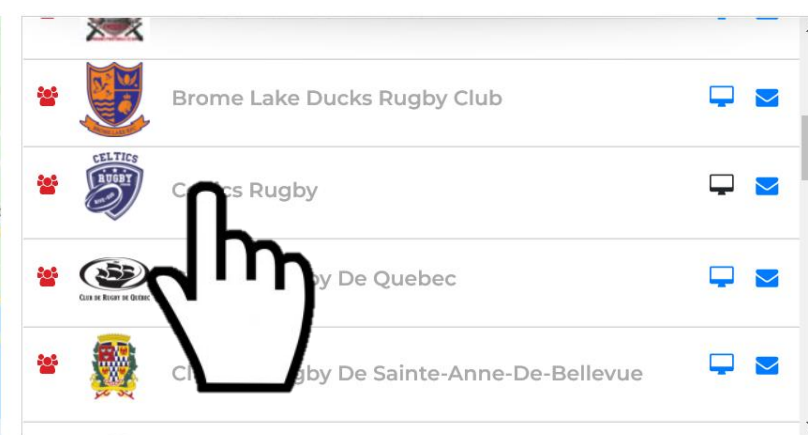 Brome Lake Ducks Rugby Club
CELTICS
RUGBY
Rugby
CLUB DE RUGBY DE QUÉBEC
De Quebec
De Sainte-Anne-De-Bellevue